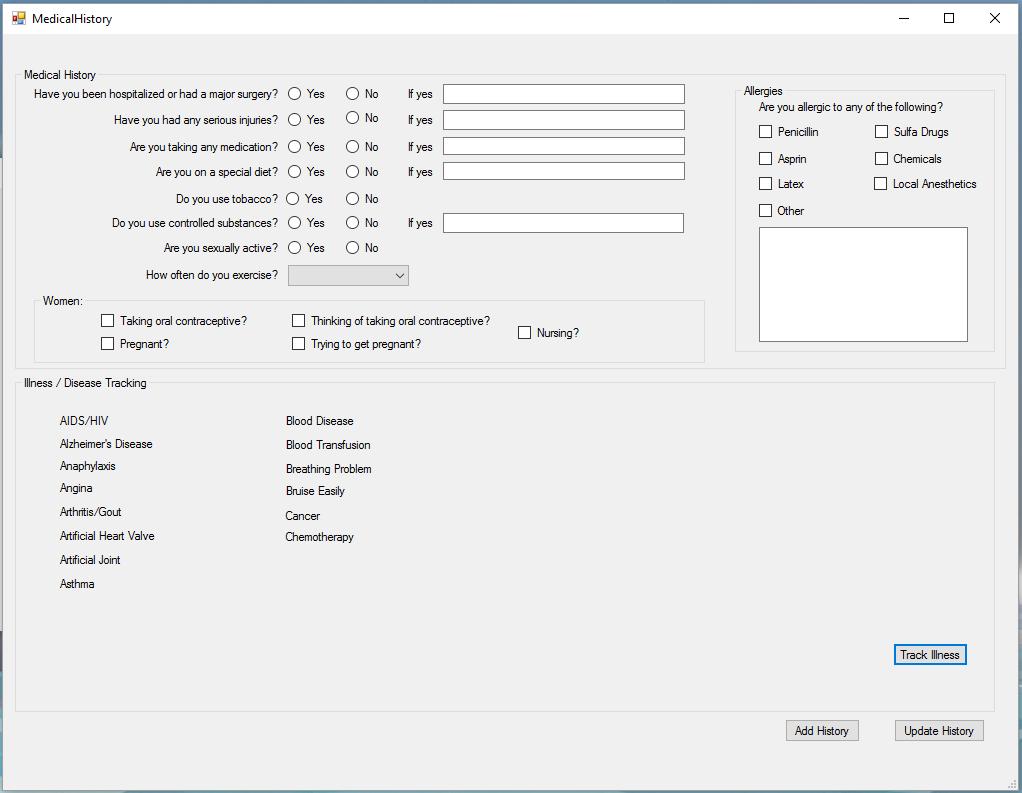 MedicalHistory
Medical History
Have you been hospitalized or had a major surgery? Yes No If yes
Have you had any serious injuries? Yes No If yes
Are you taking any medication? Yes No If yes
Are you on a special diet? Yes No If yes
Do you use tobacco? Yes No
Do you use controlled substances? Yes No If yes
Are you sexually active? Yes No
How often do you exercise?
Allergies
Are you allergic to any of the following?
Penicillin Sulfa Drugs
Asprin Chemicals
Latex Local Anesthetics
Other
Women:
Taking oral contraceptive? Thinking of taking oral contraceptive? Nursing?
Pregnant? Trying to get pregnant?
Illness / Disease Tracking
AIDS/HIV Blood Disease
Alzheimer's Disease Blood Transfusion
Anaphylaxis Breathing Problem
Angina Bruise Easily
Arthritis/Gout Cancer
Artificial Heart Valve Chemotherapy
Artificial Joint
Asthma
Track Illness
Add History Update History